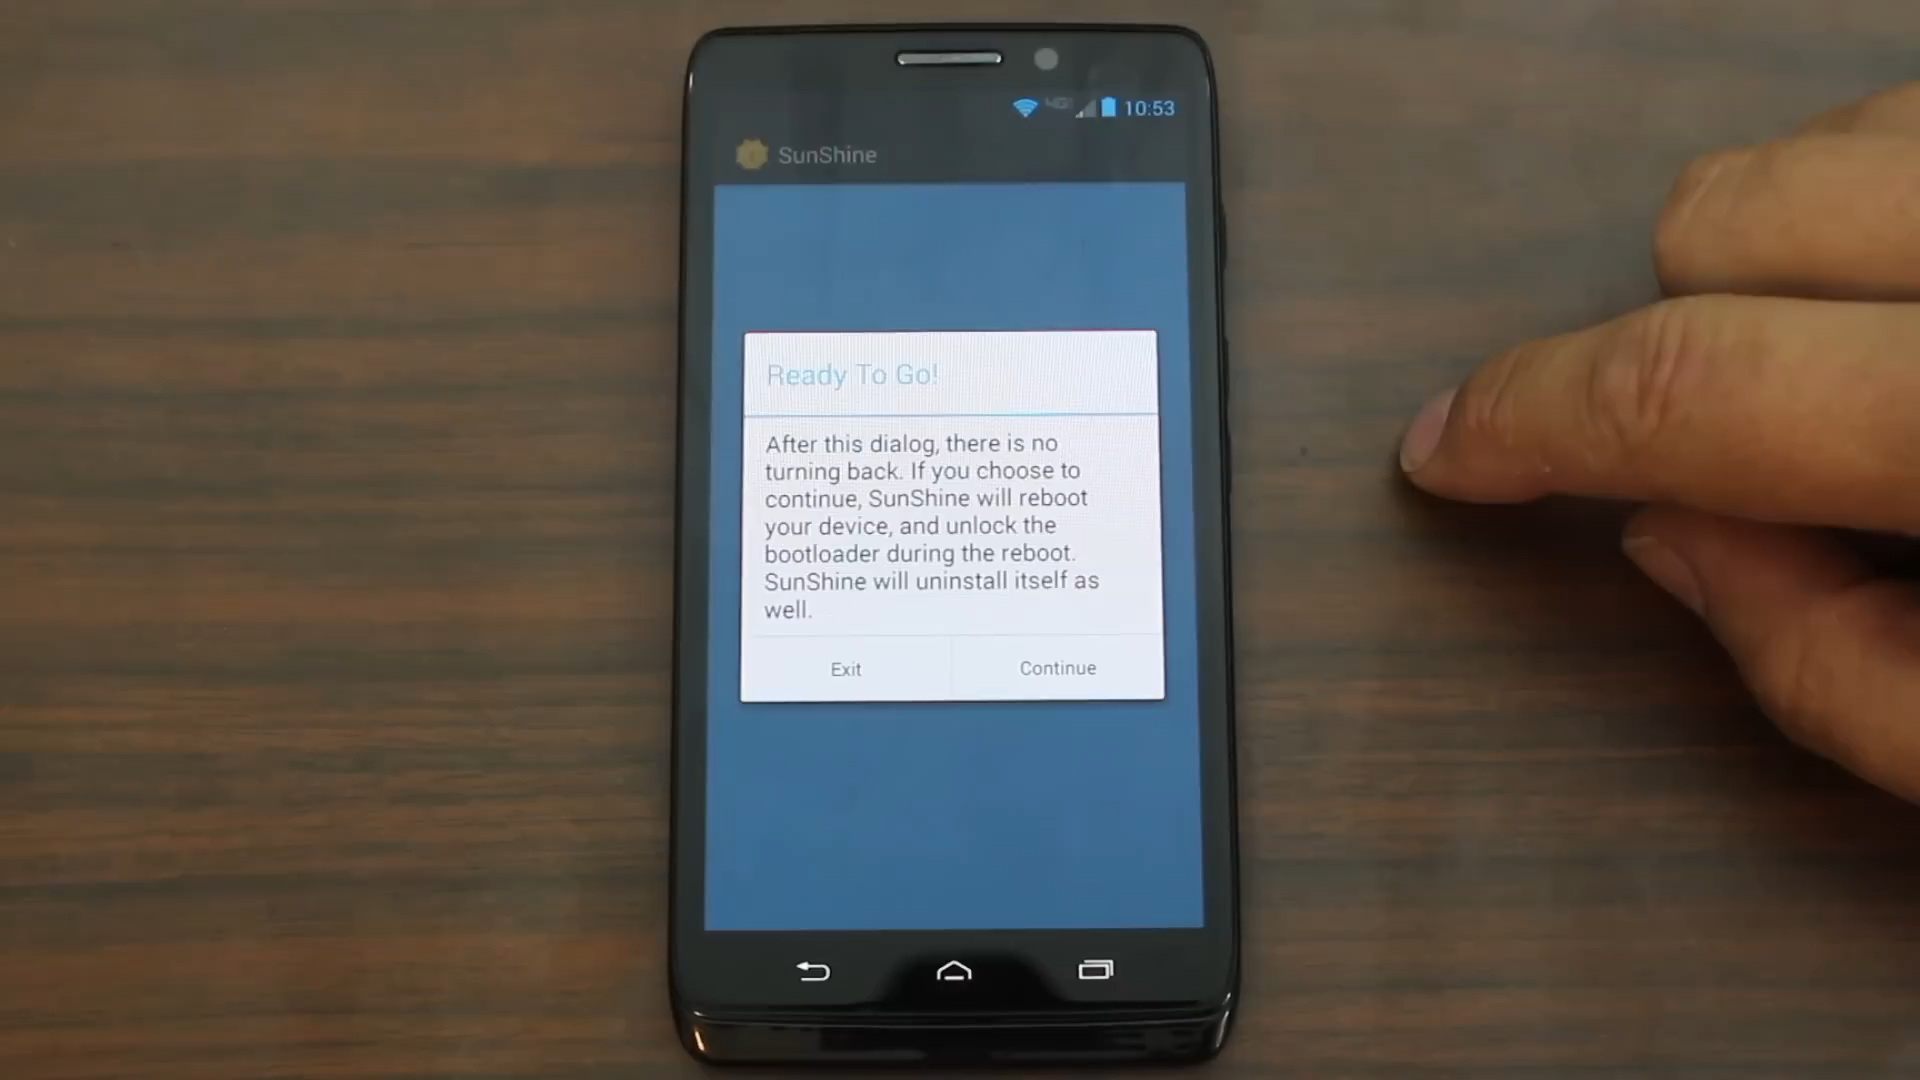 4G
10:53
SunShine
Ready To Go!
After this dialog, there is no
turning back. If you choose to
continue, SunShine will reboot
your device, and unlock the
bootloader during the reboot.
SunShine will uninstall itself as
well.
Exit
Continue